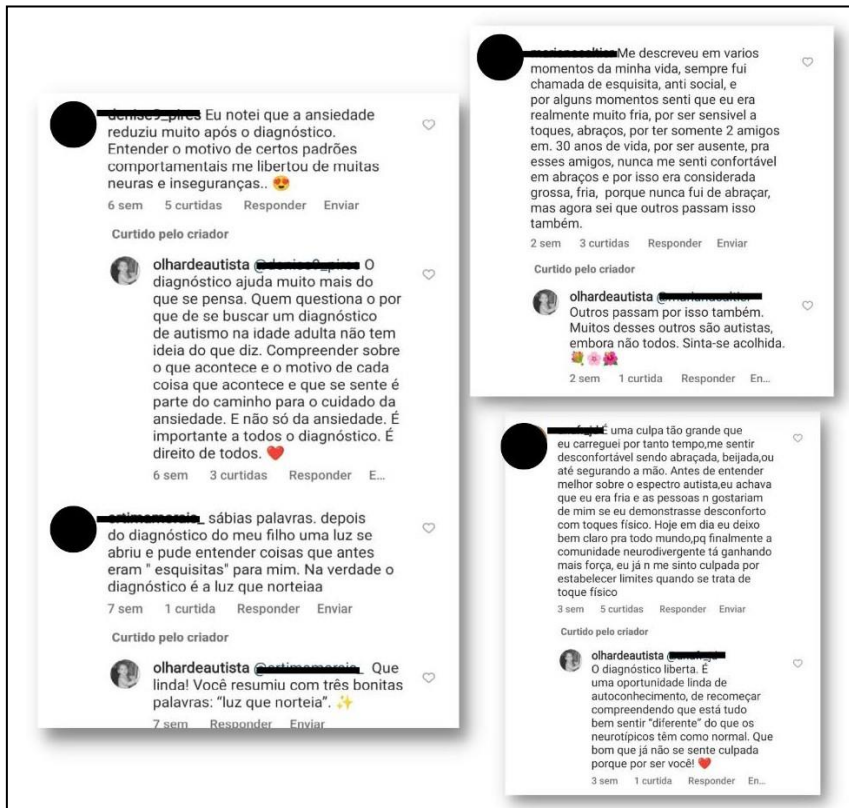 Eu notei que a ansiedade
reduziu muito após o diagnóstico.
Entender o motivo de certos padrões
comportamentais me libertou de muitas
neuras e inseguranças.. 😍
6 sem 5 curtidas Responder Enviar
Curtido pelo criador
olhardeautista O
diagnóstico ajuda muito mais do
que se pensa. Quem questiona o por
que de se buscar um diagnóstico
de autismo na idade adulta não tem
ideia do que diz. Compreender sobre
o que acontece e o motivo de cada
coisa que acontece e que se sente é
parte do caminho para o cuidado da
ansiedade. E não só da ansiedade. É
importante a todos o diagnóstico. É
direito de todos. ❤️
6 sem 3 curtidas Responder E...
sábias palavras. depois
do diagnóstico do meu filho uma luz se
abriu e pude entender coisas que antes
eram " esquisitas" para mim. Na verdade o
diagnóstico é a luz que norteiaa
7 sem 1 curtida Responder Enviar
Curtido pelo criador
olhardeautista Que
linda! Você resumiu com três bonitas
palavras: “luz que norteia”. ✨
7 sem Responder Enviar
Me descreveu em varios
momentos da minha vida, sempre fui
chamada de esquisita, anti social, e
por alguns momentos senti que eu era
realmente muito fria, por ser sensivel a
toques, abraços, por ter somente 2 amigos
em. 30 anos de vida, por ser ausente, pra
esses amigos, nunca me senti confortável
em abraços e por isso era considerada
grossa, fria, porque nunca fui de abraçar,
mas agora sei que outros passam isso
também.
2 sem 3 curtidas Responder Enviar
Curtido pelo criador
olhardeautista
Outros passam por isso também.
Muitos desses outros são autistas,
embora não todos. Sinta-se acolhida.
💐🌸🌺
2 sem 1 curtida Responder En...
É uma culpa tão grande que
eu carreguei por tanto tempo,me sentir
desconfortável sendo abraçada, beijada,ou
até segurando a mão. Antes de entender
melhor sobre o espectro autista,eu achava
que eu era fria e as pessoas n gostariam
de mim se eu demonstrasse desconforto
com toques físico. Hoje em dia eu deixo
bem claro pra todo mundo,pq finalmente a
comunidade neurodivergente tá ganhando
mais força, eu já n me sinto culpada por
estabelecer limites quando se trata de
toque físico
3 sem 5 curtidas Responder Enviar
Curtido pelo criador
olhardeautista
O diagnóstico liberta. É
uma oportunidade linda de
autoconhecimento, de recomeçar
compreendendo que está tudo
bem sentir “diferente” do que os
neurotípicos têm como normal. Que
bom que já não se sente culpada
porque por ser você! ❤️
3 sem 1 curtida Responder En...